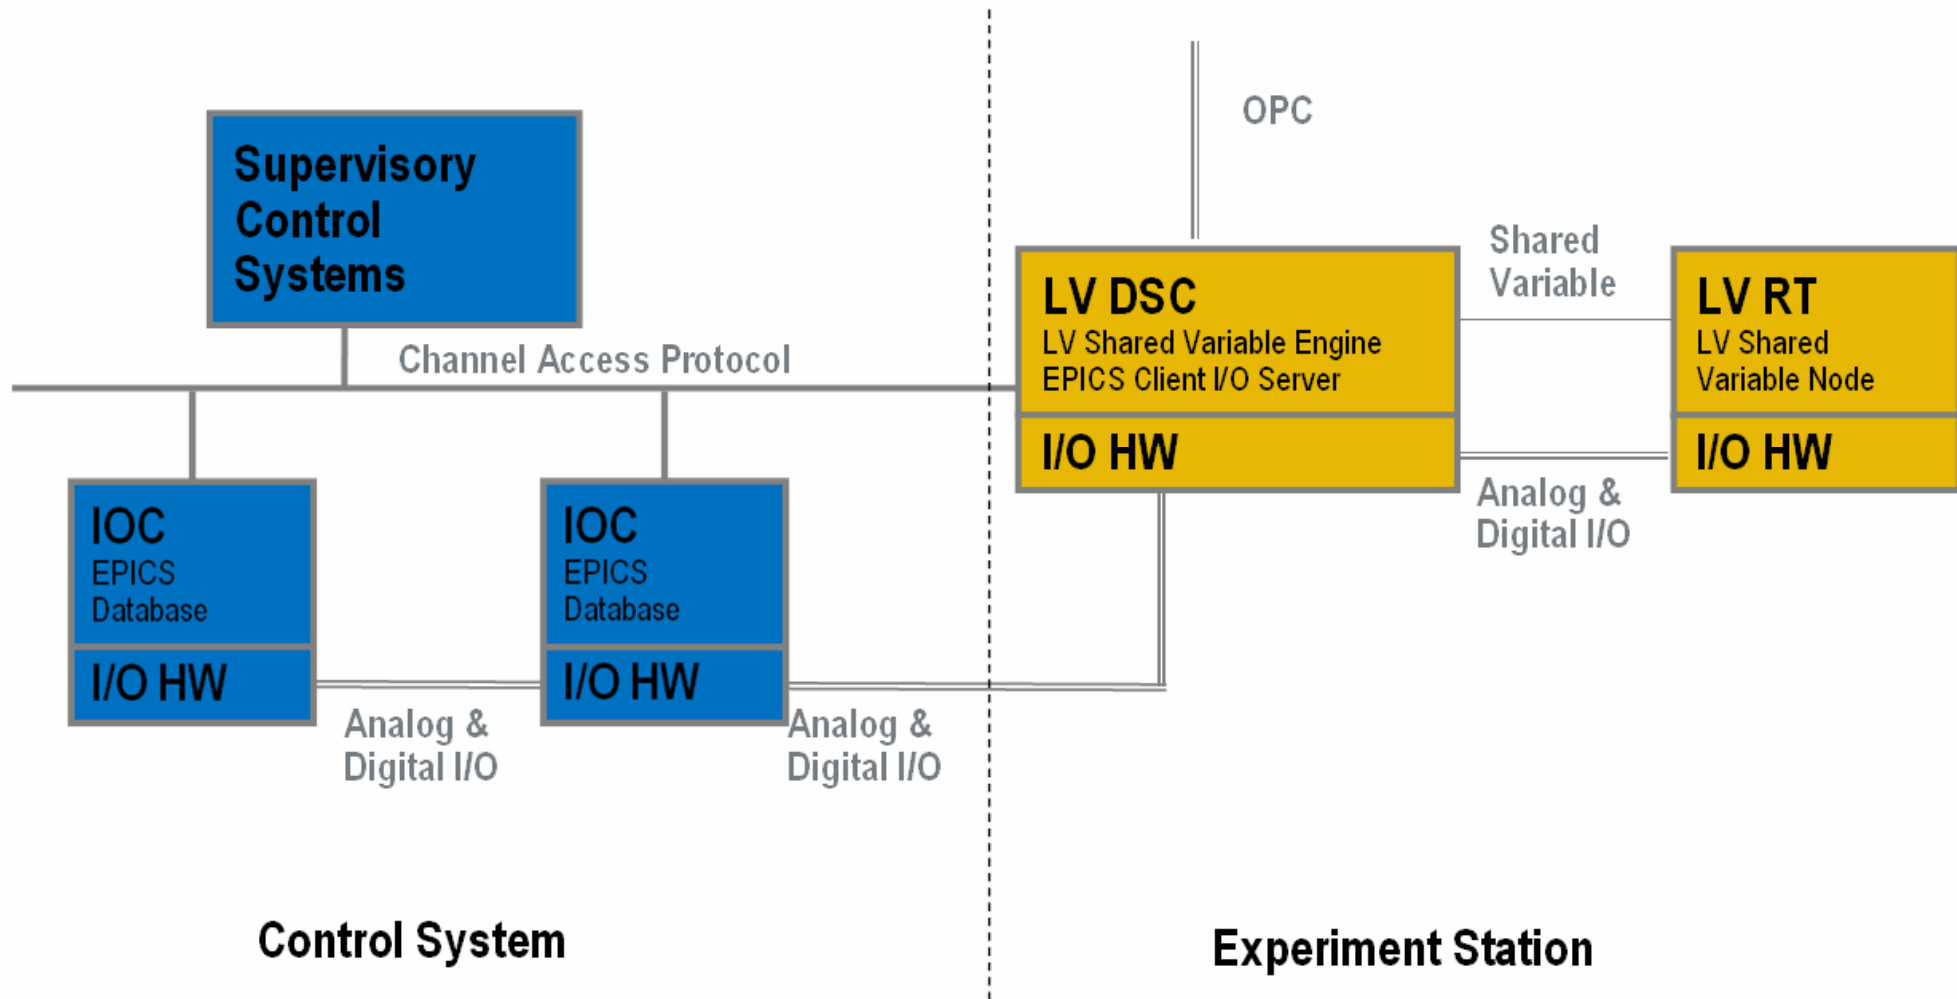 OPC
Supervisory
Control
Systems
Channel Access Protocol
LV DSC
LV Shared Variable Engine
EPICS Client I/O Server
I/O HW
Shared
Variable
LV RT
LV Shared
Variable Node
I/O HW
Analog &
Digital I/O
IOC
EPICS
Database
I/O HW
Analog &
Digital I/O
IOC
EPICS
Database
I/O HW
Analog &
Digital I/O
Control System
Experiment Station